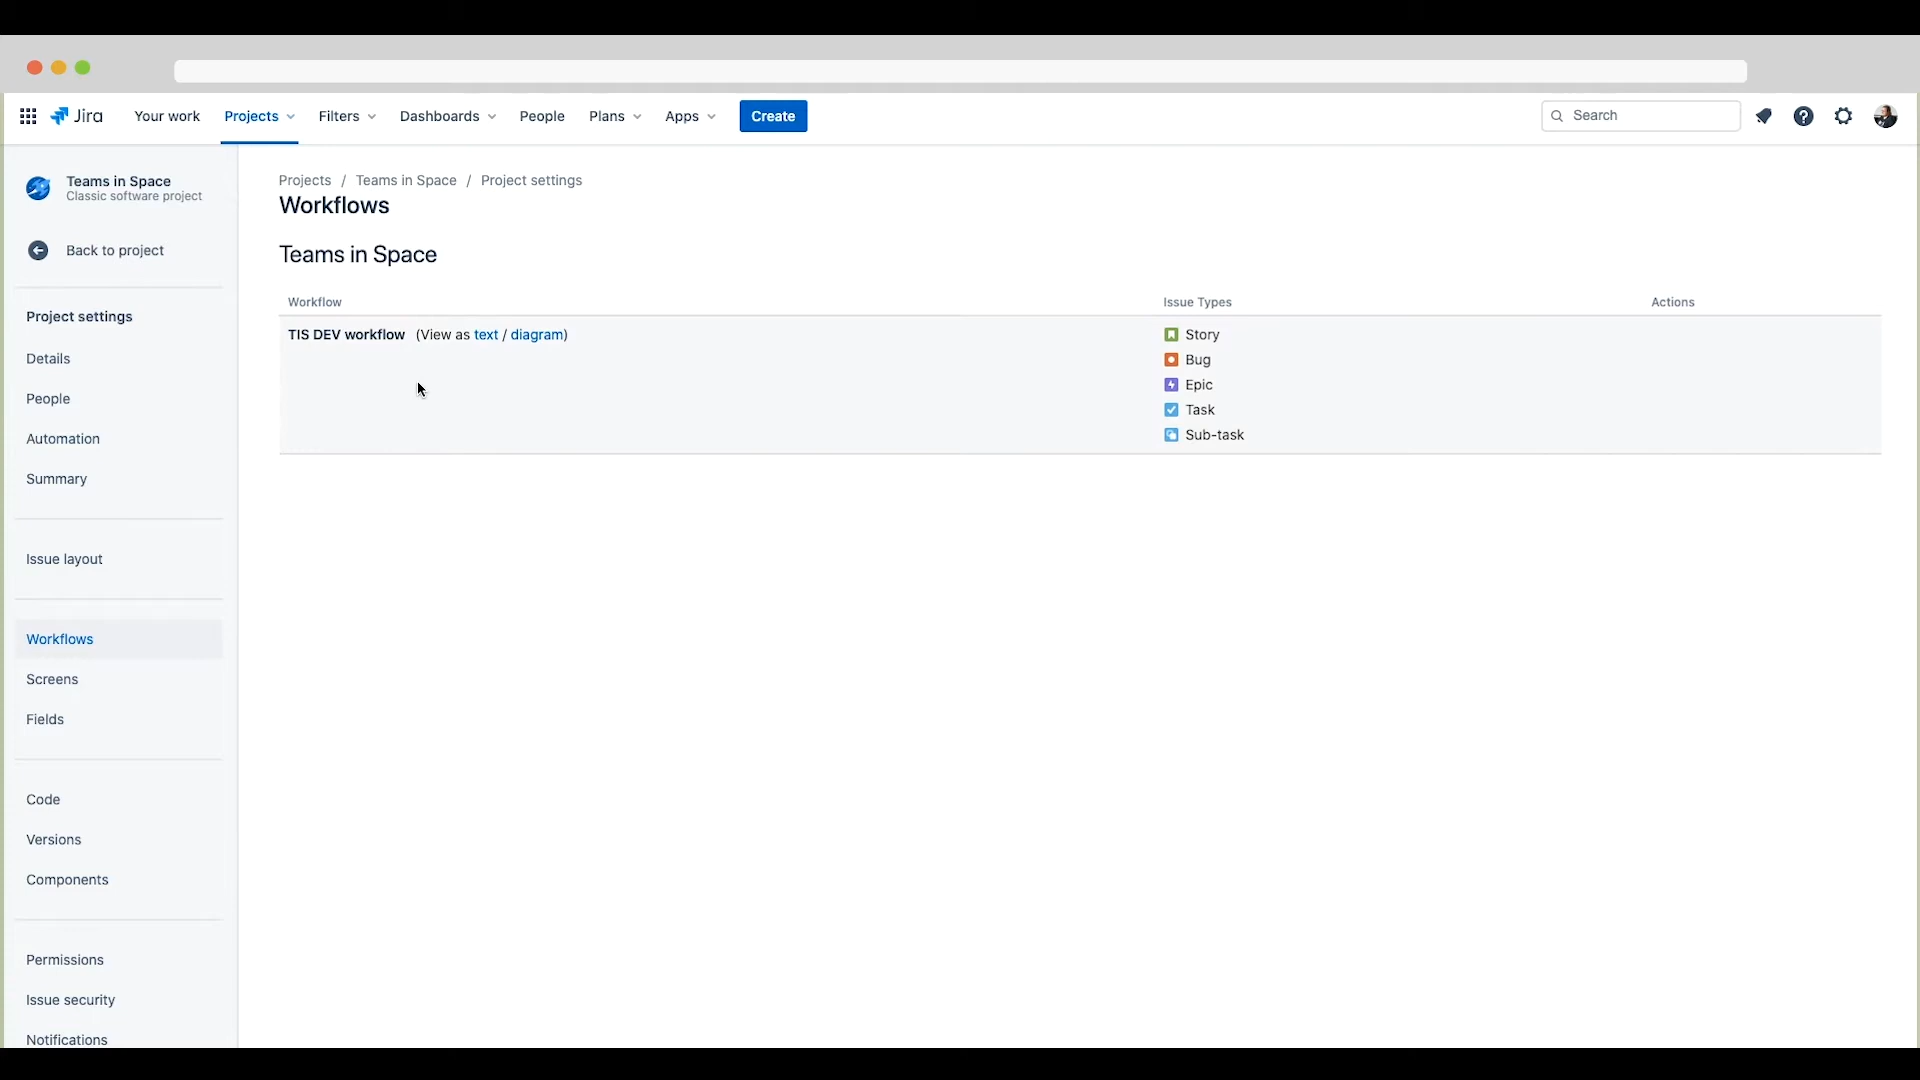 Jira
Your work
Projects
Filters
Dashboards
People
Plans
Apps
Create
Search
Teams in Space
Classic software project
Back to project
Project settings
Details
People
Automation
Summary
Issue layout
Workflows
Screens
Fields
Code
Versions
Components
Permissions
Issue security
Notifications
Projects / Teams in Space / Project settings
Workflows
Teams in Space
Workflow Issue Types Actions
TIS DEV workflow (View as text / diagram)
Story
Bug
Epic
Task
Sub-task